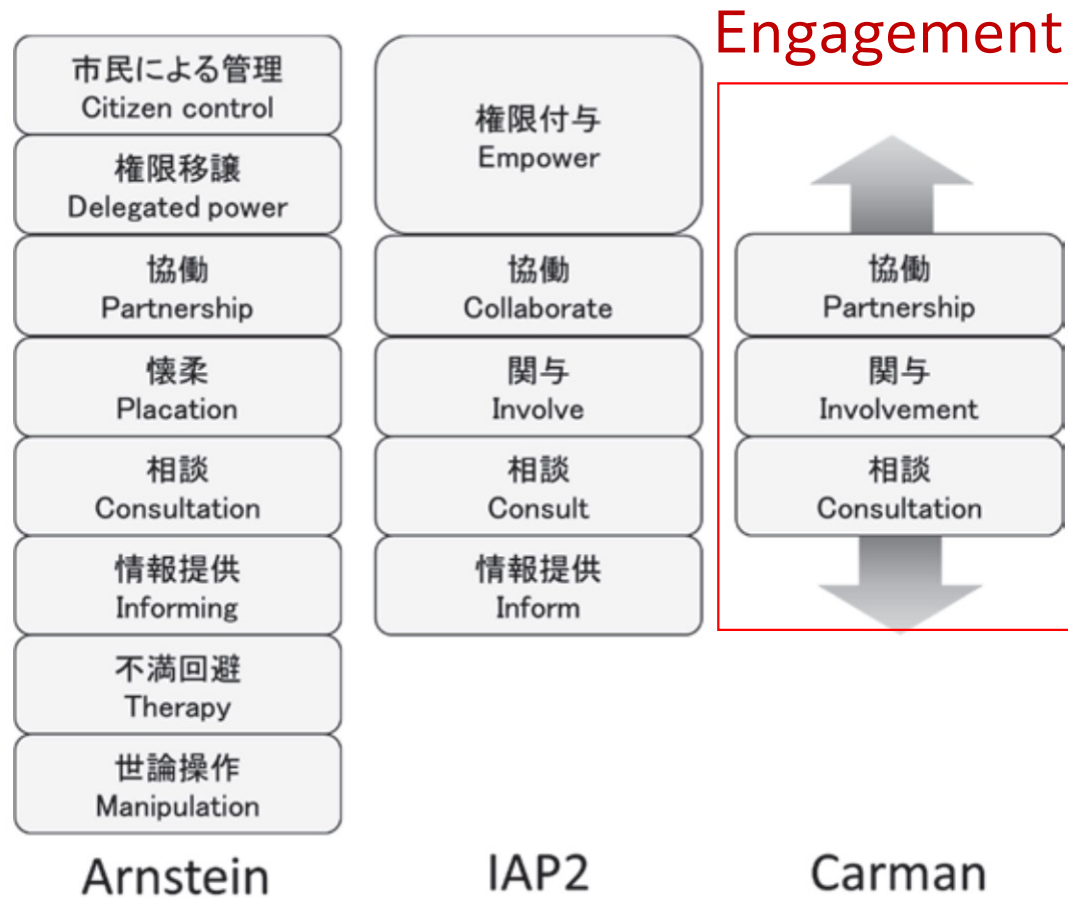 Engagement
市民による管理
Citizen control
権限移譲
Delegated power
協働
Partnership
懐柔
Placation
相談
Consultation
情報提供
Informing
不満回避
Therapy
世論操作
Manipulation
Arnstein
権限付与
Empower
協働
Collaborate
関与
Involve
相談
Consult
情報提供
Inform
IAP2
協働
Partnership
関与
Involvement
相談
Consultation
Carman